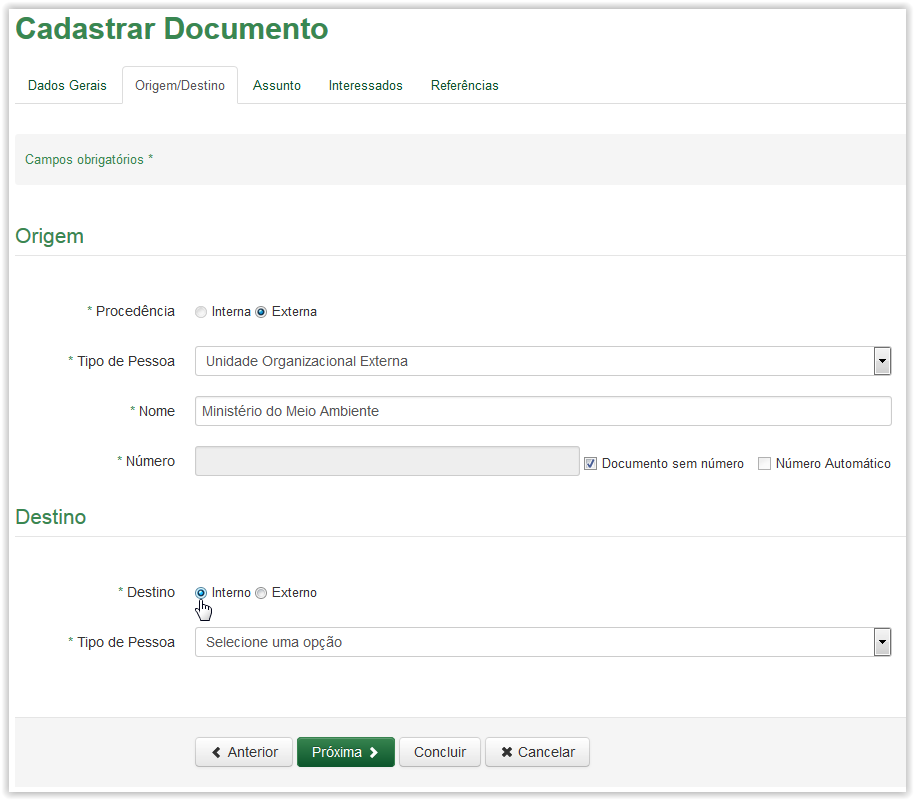 Cadastrar Documento
Dados Gerais Origem/Destino Assunto Interessados Referências
Campos obrigatórios *
Origem
* Procedência Interna Externa
* Tipo de Pessoa Unidade Organizacional Externa
* Nome Ministério do Meio Ambiente
* Número Documento sem número Número Automático
Destino
* Destino Interno Externo
* Tipo de Pessoa Selecione uma opção
Anterior Próxima Concluir Cancelar